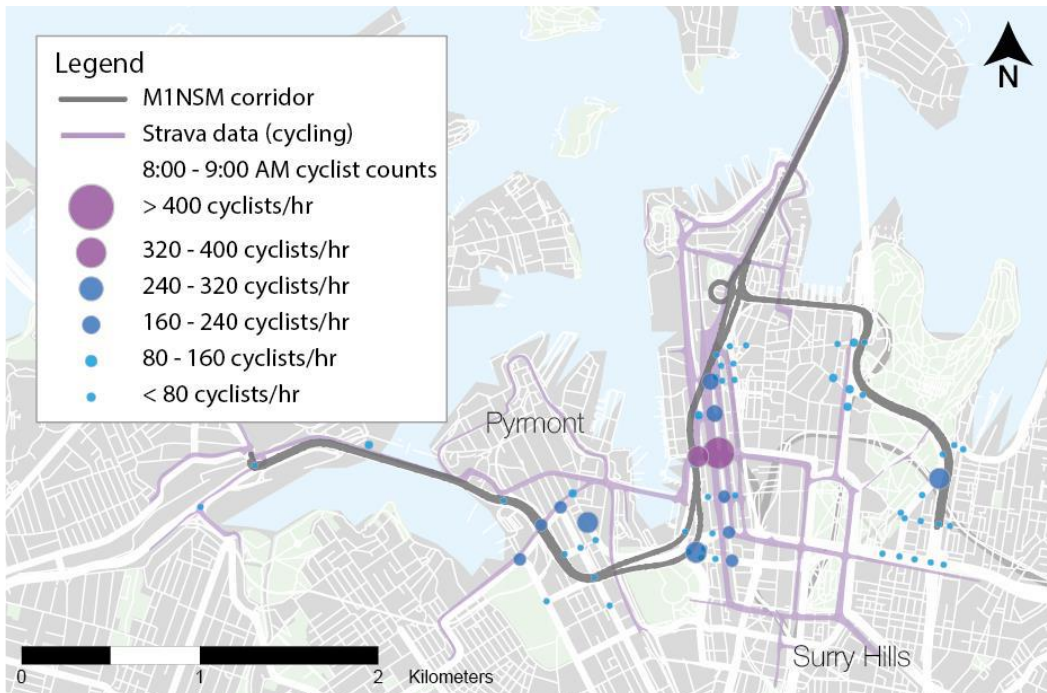 Legend
M1NSM corridor
Strava data (cycling)
8:00 - 9:00 AM cyclist counts
> 400 cyclists/hr
320 - 400 cyclists/hr
240 - 320 cyclists/hr
160 - 240 cyclists/hr
80 - 160 cyclists/hr
< 80 cyclists/hr
N
Pyrmont
Surry Hills
0 1 2 Kilometers